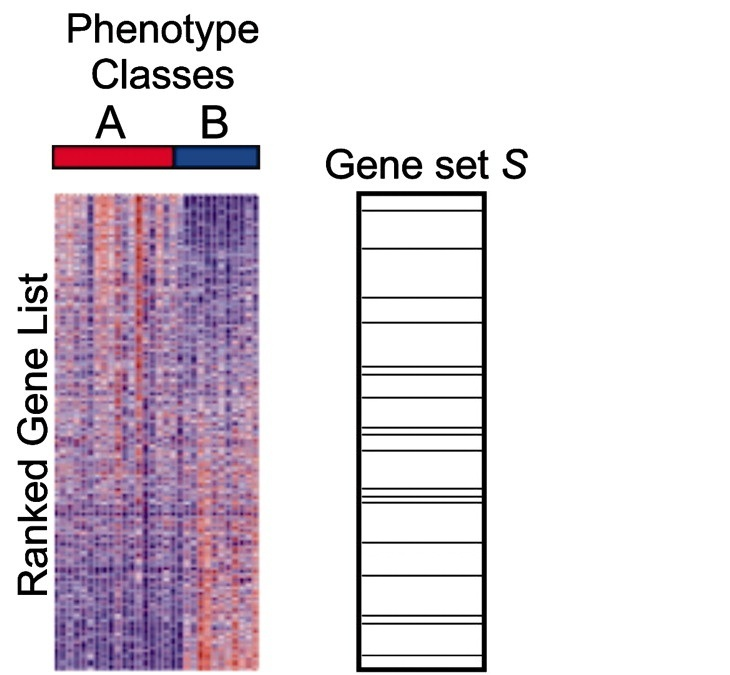 Phenotype
Classes
A B
Gene set S
Ranked Gene List